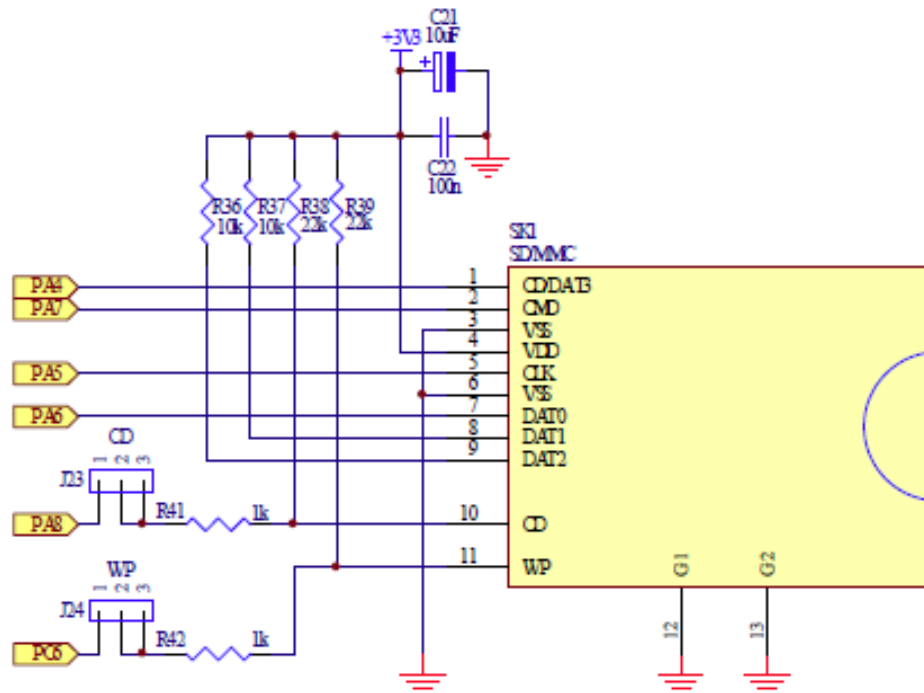 C21
10uF
+3V3
+
C22
100n
R36
10k
R37
10k
R38
22k
R39
22k
SK1
SDMMC
PA4
1
CD/DAT3
PA7
2
CMD
3
VSS
4
VDD
PA5
5
CLK
6
VSS
PA6
7
DAT0
8
DAT1
9
DAT2
CD
1 2 3
J23
PA8
R41
1k
10
CD
WP
1 2 3
J24
11
WP
G1
G2
12
13
PC6
R42
1k